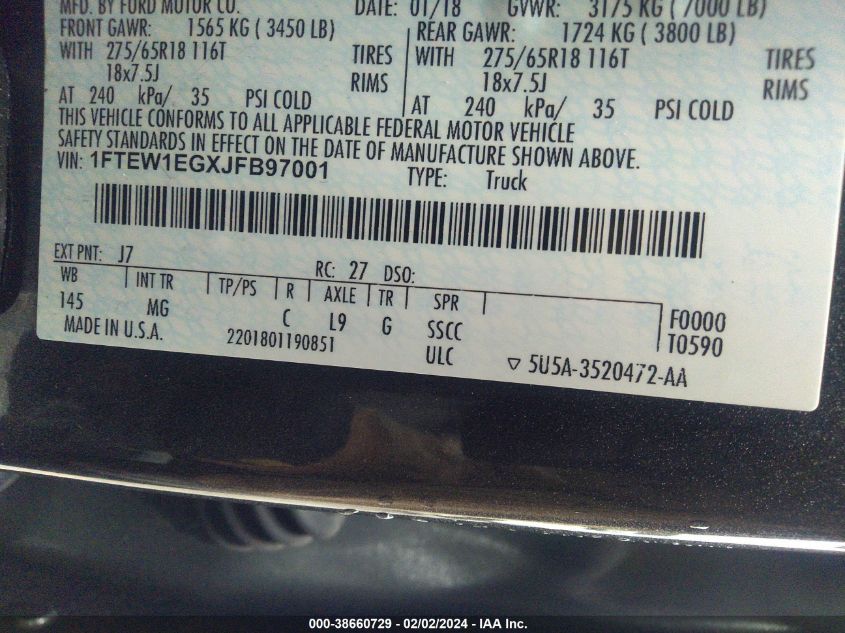 MFD. BY FORD MOTOR CO. DATE: 01/18 GVWR: 3175 KG ( 7000 LB)
FRONT GAWR: 1565 KG ( 3450 LB) REAR GAWR: 1724 KG ( 3800 LB)
WITH 275/65R18 116T TIRES WITH 275/65R18 116T TIRES
18x7.5J RIMS 18x7.5J RIMS
AT 240 kPa/ 35 PSI COLD AT 240 kPa/ 35 PSI COLD
THIS VEHICLE CONFORMS TO ALL APPLICABLE FEDERAL MOTOR VEHICLE
SAFETY STANDARDS IN EFFECT ON THE DATE OF MANUFACTURE SHOWN ABOVE.
VIN: 1FTEW1EGXJFB97001 TYPE: Truck
EXT PNT: J7 RC: 27 DSO:
WB INT TR TP/PS R AXLE TR SPR
145 MG C L9 G SSCC F0000
MADE IN U.S.A. 2201801190851 ULC T0590
▽ 5U5A-3520472-AA
000-38660729 - 02/02/2024 - IAA Inc.